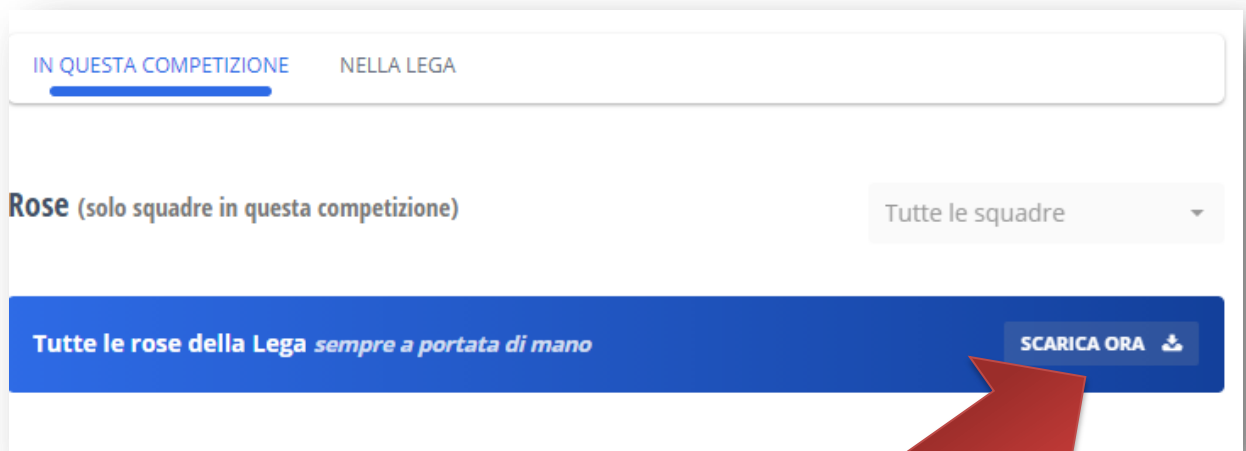 IN QUESTA COMPETIZIONE NELLA LEGA
Rose (solo squadre in questa competizione)
Tutte le squadre
Tutte le rose della Lega sempre a portata di mano
SCARICA ORA